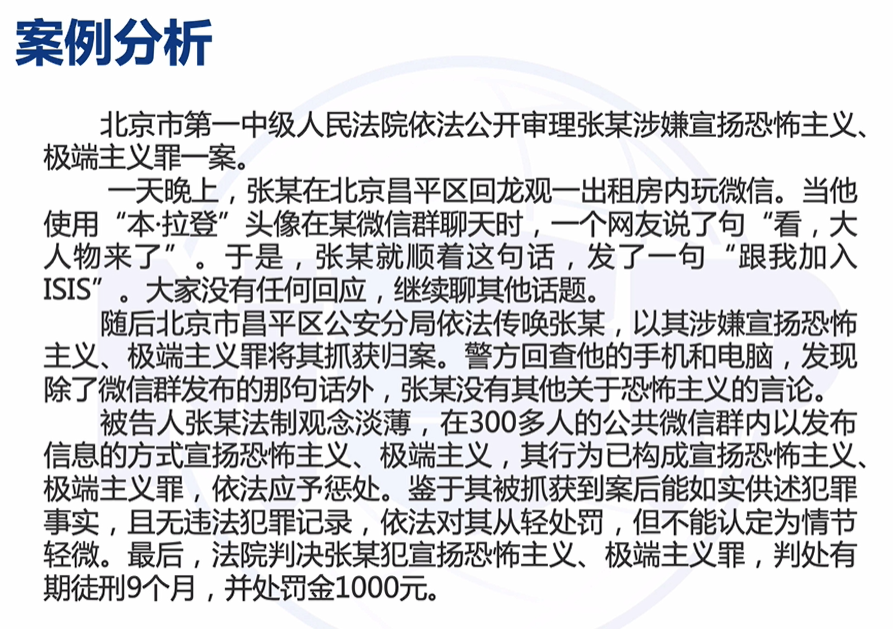 案例分析
北京市第一中级人民法院依法公开审理张某涉嫌宣扬恐怖主义、
极端主义罪一案。
一天晚上，张某在北京昌平区回龙观一出租房内玩微信。当他
使用“本·拉登”头像在某微信群聊天时，一个网友说了句“看，大
人物来了”。于是，张某就顺着这句话，发了一句“跟我加入
ISIS”。大家没有任何回应，继续聊其他话题。
随后北京市昌平区公安分局依法传唤张某，以其涉嫌宣扬恐怖
主义、极端主义罪将其抓获归案。警方回查他的手机和电脑，发现
除了微信群发布的那句话外，张某没有其他关于恐怖主义的言论。
被告人张某法制观念淡薄，在300多人的公共微信群内以发布
信息的方式宣扬恐怖主义、极端主义，其行为已构成宣扬恐怖主义、
极端主义罪，依法应予惩处。鉴于其被抓获到案后能如实供述犯罪
事实，且无违法犯罪记录，依法对其从轻处罚，但不能认定为情节
轻微。最后，法院判决张某犯宣扬恐怖主义、极端主义罪，判处有
期徒刑9个月，并处罚金1000元。